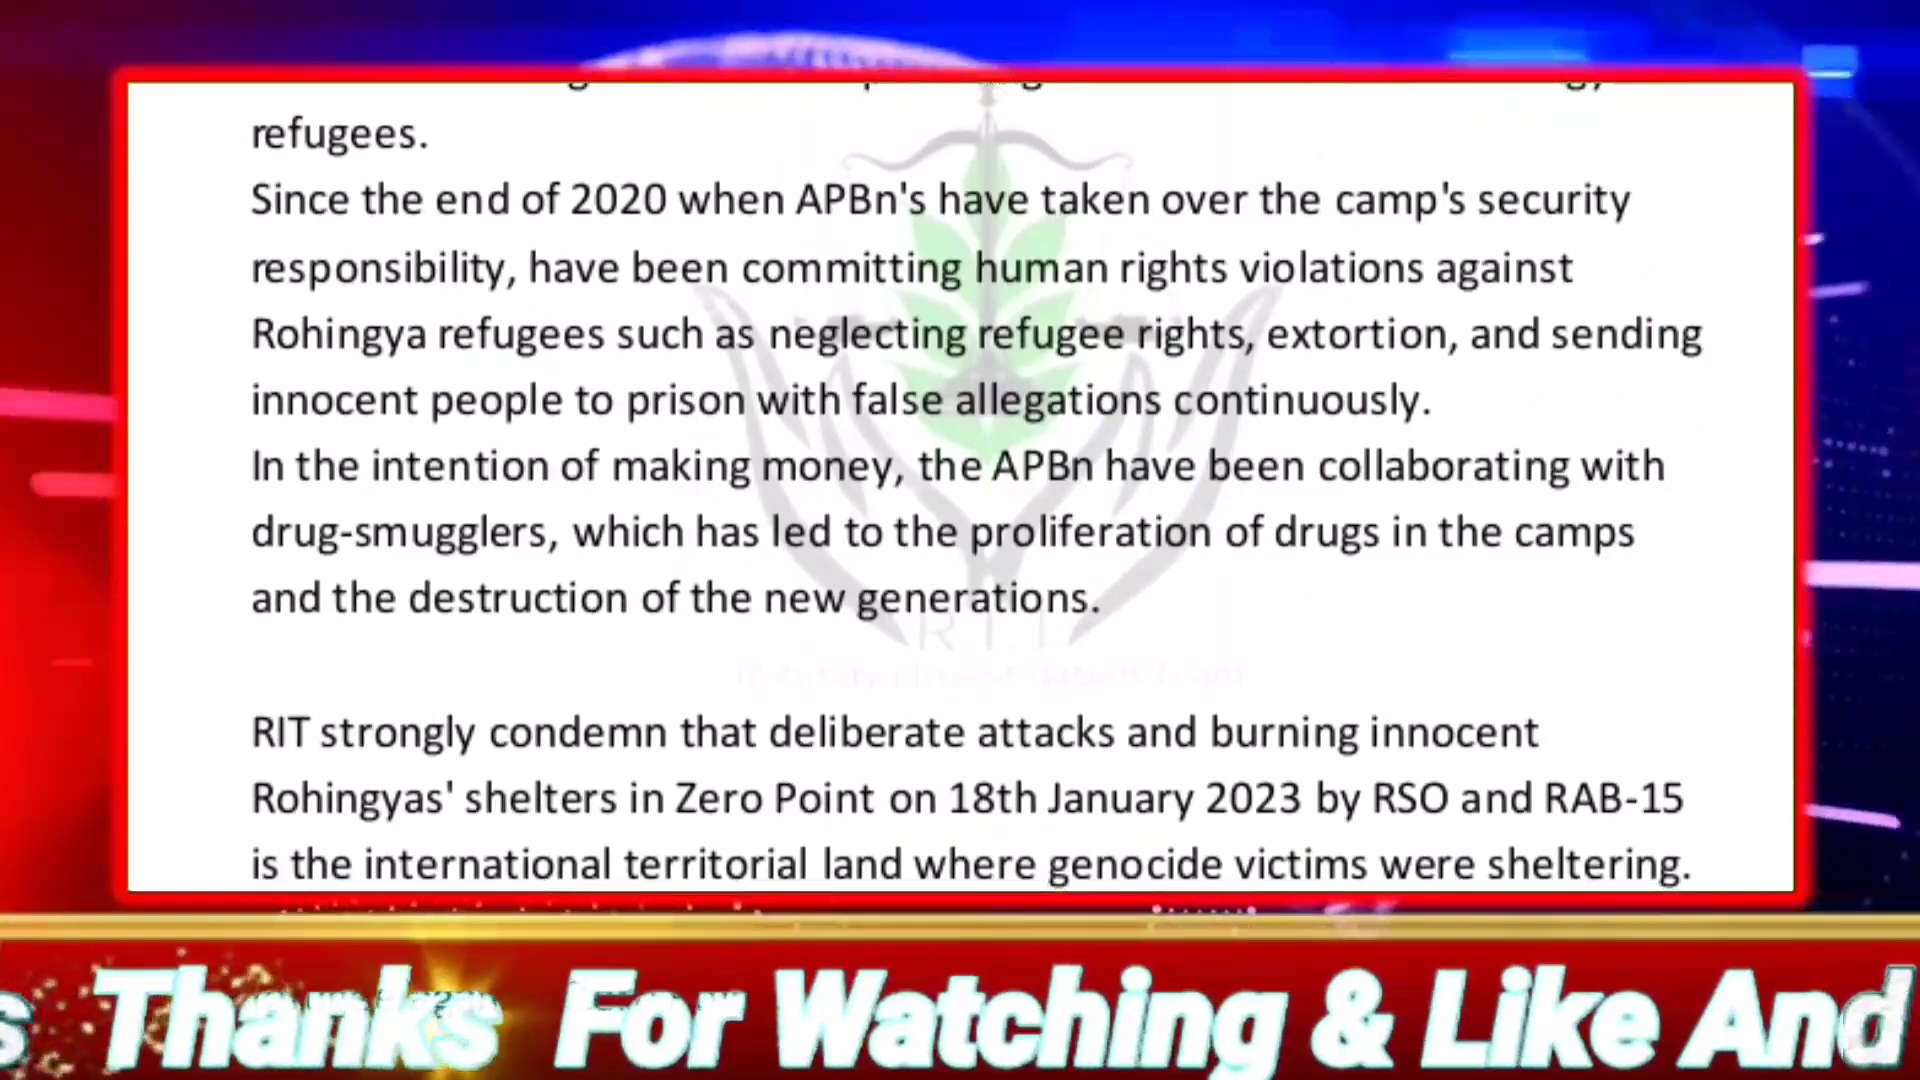 refugees.
Since the end of 2020 when APBn's have taken over the camp's security
responsibility, have been committing human rights violations against
Rohingya refugees such as neglecting refugee rights, extortion, and sending
innocent people to prison with false allegations continuously.
In the intention of making money, the APBn have been collaborating with
drug-smugglers, which has led to the proliferation of drugs in the camps
and the destruction of the new generations.
RIT
RIT strongly condemn that deliberate attacks and burning innocent
Rohingyas' shelters in Zero Point on 18th January 2023 by RSO and RAB-15
is the international territorial land where genocide victims were sheltering.
Thanks For Watching & Like And